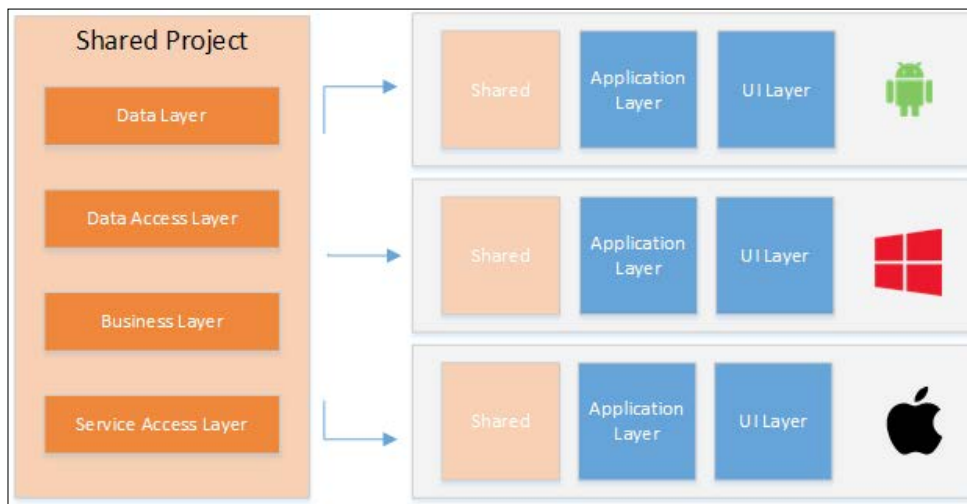 Shared Project
Data Layer
Data Access Layer
Business Layer
Service Access Layer
Shared
Application
Layer
UI Layer
Shared
Application
Layer
UI Layer
Shared
Application
Layer
UI Layer